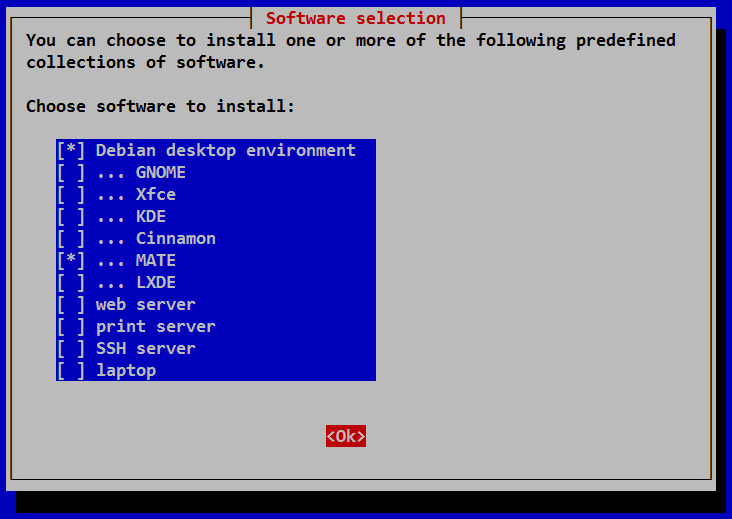 Software selection
You can choose to install one or more of the following predefined
collections of software.
Choose software to install:
[*] Debian desktop environment
[ ] ... GNOME
[ ] ... Xfce
[ ] ... KDE
[ ] ... Cinnamon
[*] ... MATE
[ ] ... LXDE
[ ] web server
[ ] print server
[ ] SSH server
[ ] laptop
<Ok>